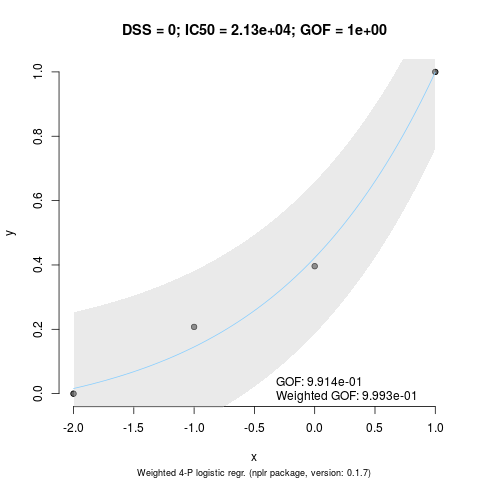 DSS = 0; IC50 = 2.13e+04; GOF = 1e+00
1.0
0.8
0.6
0.4
0.2
0.0
y
GOF: 9.914e-01
Weighted GOF: 9.993e-01
-2.0 -1.5 -1.0 -0.5 0.0 0.5 1.0
x
Weighted 4-P logistic regr. (nplr package, version: 0.1.7)